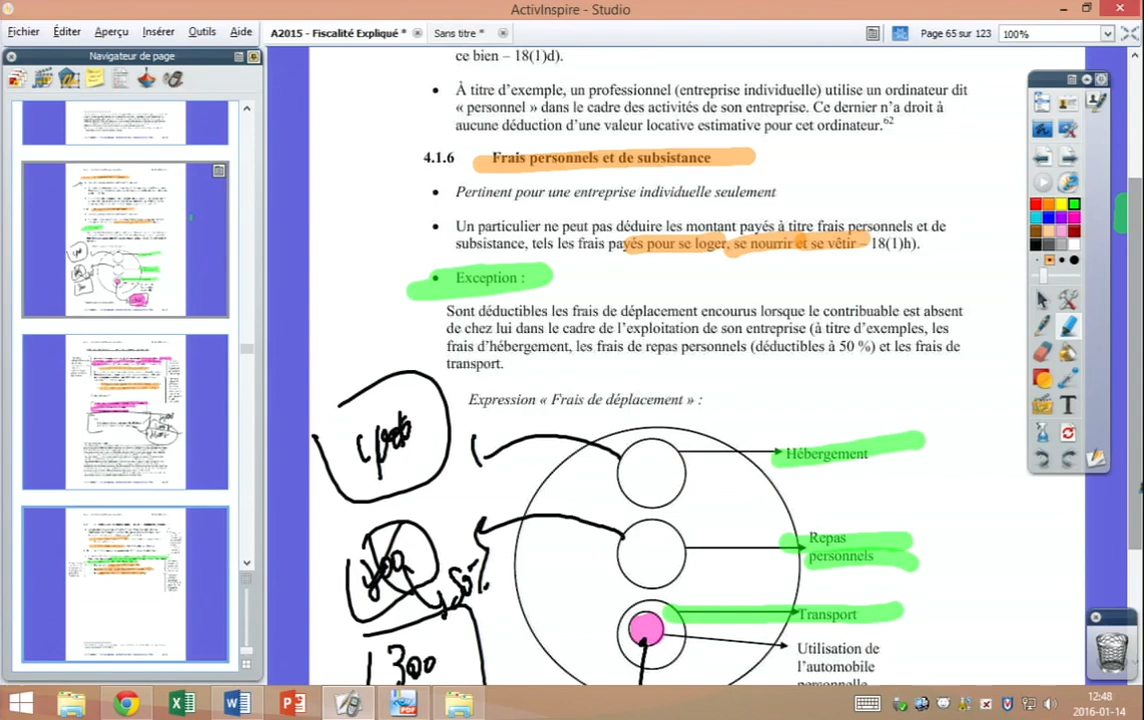 ActivInspire - Studio
Fichier Éditer Aperçu Insérer Outils Aide
A2015 - Fiscalité Expliqué * Sans titre * Page 65 sur 123 100%
Navigateur de page
ce bien – 18(1)d).
• À titre d’exemple, un professionnel (entreprise individuelle) utilise un ordinateur dit
« personnel » dans le cadre des activités de son entreprise. Ce dernier n’a droit à
aucune déduction d’une valeur locative estimative pour cet ordinateur.62
4.1.6 Frais personnels et de subsistance
• Pertinent pour une entreprise individuelle seulement
• Un particulier ne peut pas déduire les montant payés à titre frais personnels et de
subsistance, tels les frais payés pour se loger, se nourrir et se vêtir – 18(1)h).
• Exception :
Sont déductibles les frais de déplacement encourus lorsque le contribuable est absent
de chez lui dans le cadre de l’exploitation de son entreprise (à titre d’exemples, les
frais d’hébergement, les frais de repas personnels (déductibles à 50 %) et les frais de
transport.
Expression « Frais de déplacement » :
Hébergement
Repas
personnels
50%
Transport
300
Utilisation de
l’automobile
personnelle
12:48
2016-01-14